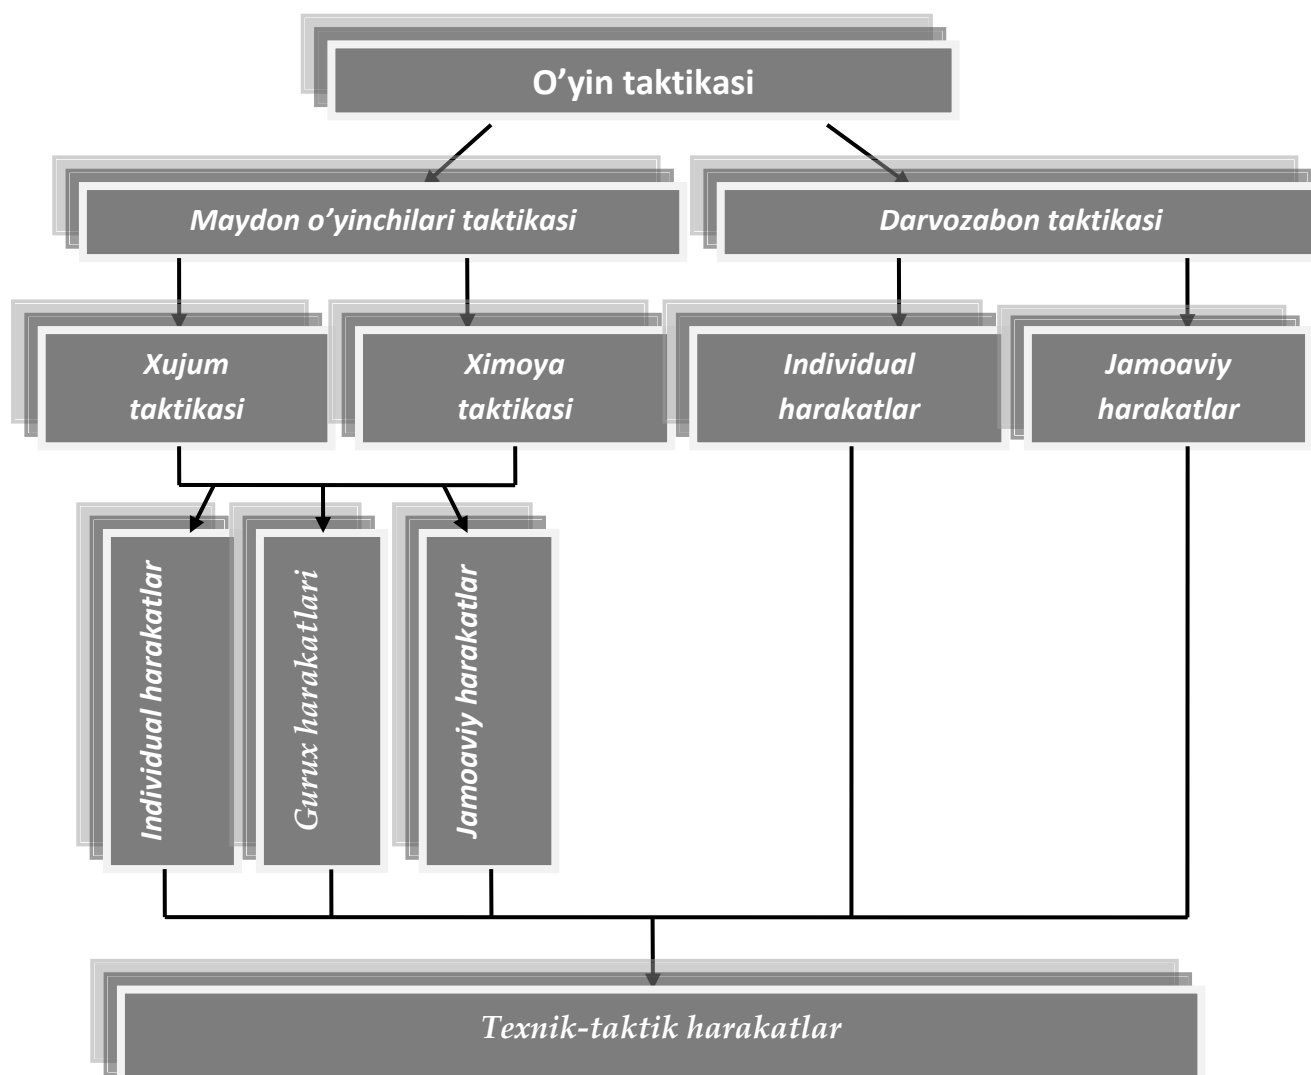 O’yin taktikasi
Maydon o’yinchilari taktikasi
Darvozabon taktikasi
Xujum
taktikasi
Ximoya
taktikasi
Individual
harakatlar
Jamoaviy
harakatlar
Individual harakatlar
Gurux harakatlari
Jamoaviy harakatlar
Texnik-taktik harakatlar